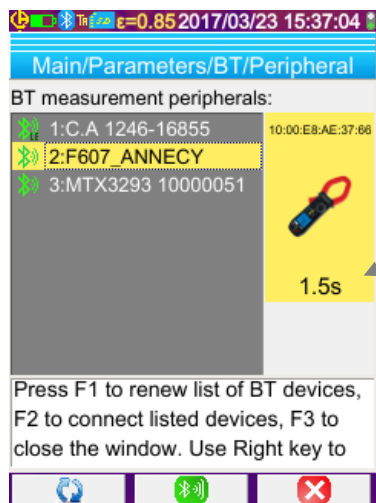 ε=0.85 2017/03/23 15:37:04
Main/Parameters/BT/Peripheral
BT measurement peripherals:
1:C.A 1246-16855
10:00:E8:AE:37:66
2:F607_ANNECY
3:MTX3293 10000051
1.5s
Press F1 to renew list of BT devices,
F2 to connect listed devices, F3 to
close the window. Use Right key to